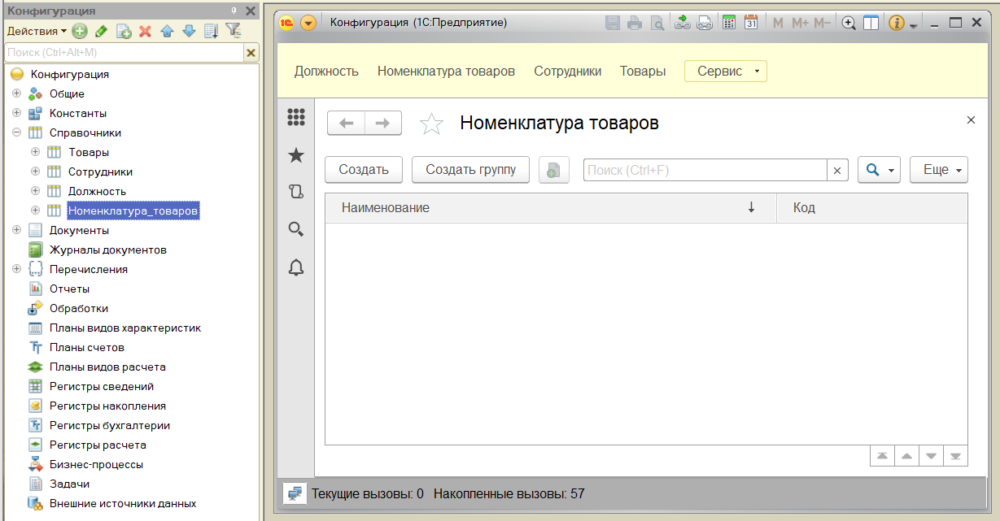 Конфигурация
Действия
Поиск (Ctrl+Alt+M)
Конфигурация
Общие
Константы
Справочники
Товары
Сотрудники
Должность
Номенклатура_товаров
Документы
Журналы документов
Перечисления
Отчеты
Обработки
Планы видов характеристик
Планы счетов
Планы видов расчета
Регистры сведений
Регистры накопления
Регистры бухгалтерии
Регистры расчета
Бизнес-процессы
Задачи
Внешние источники данных
1С Конфигурация (1С:Предприятие) 31 M M+ M−
Должность Номенклатура товаров Сотрудники Товары Сервис
Номенклатура товаров
Создать Создать группу Поиск (Ctrl+F) Еще
Наименование Код
Текущие вызовы: 0 Накопленные вызовы: 57